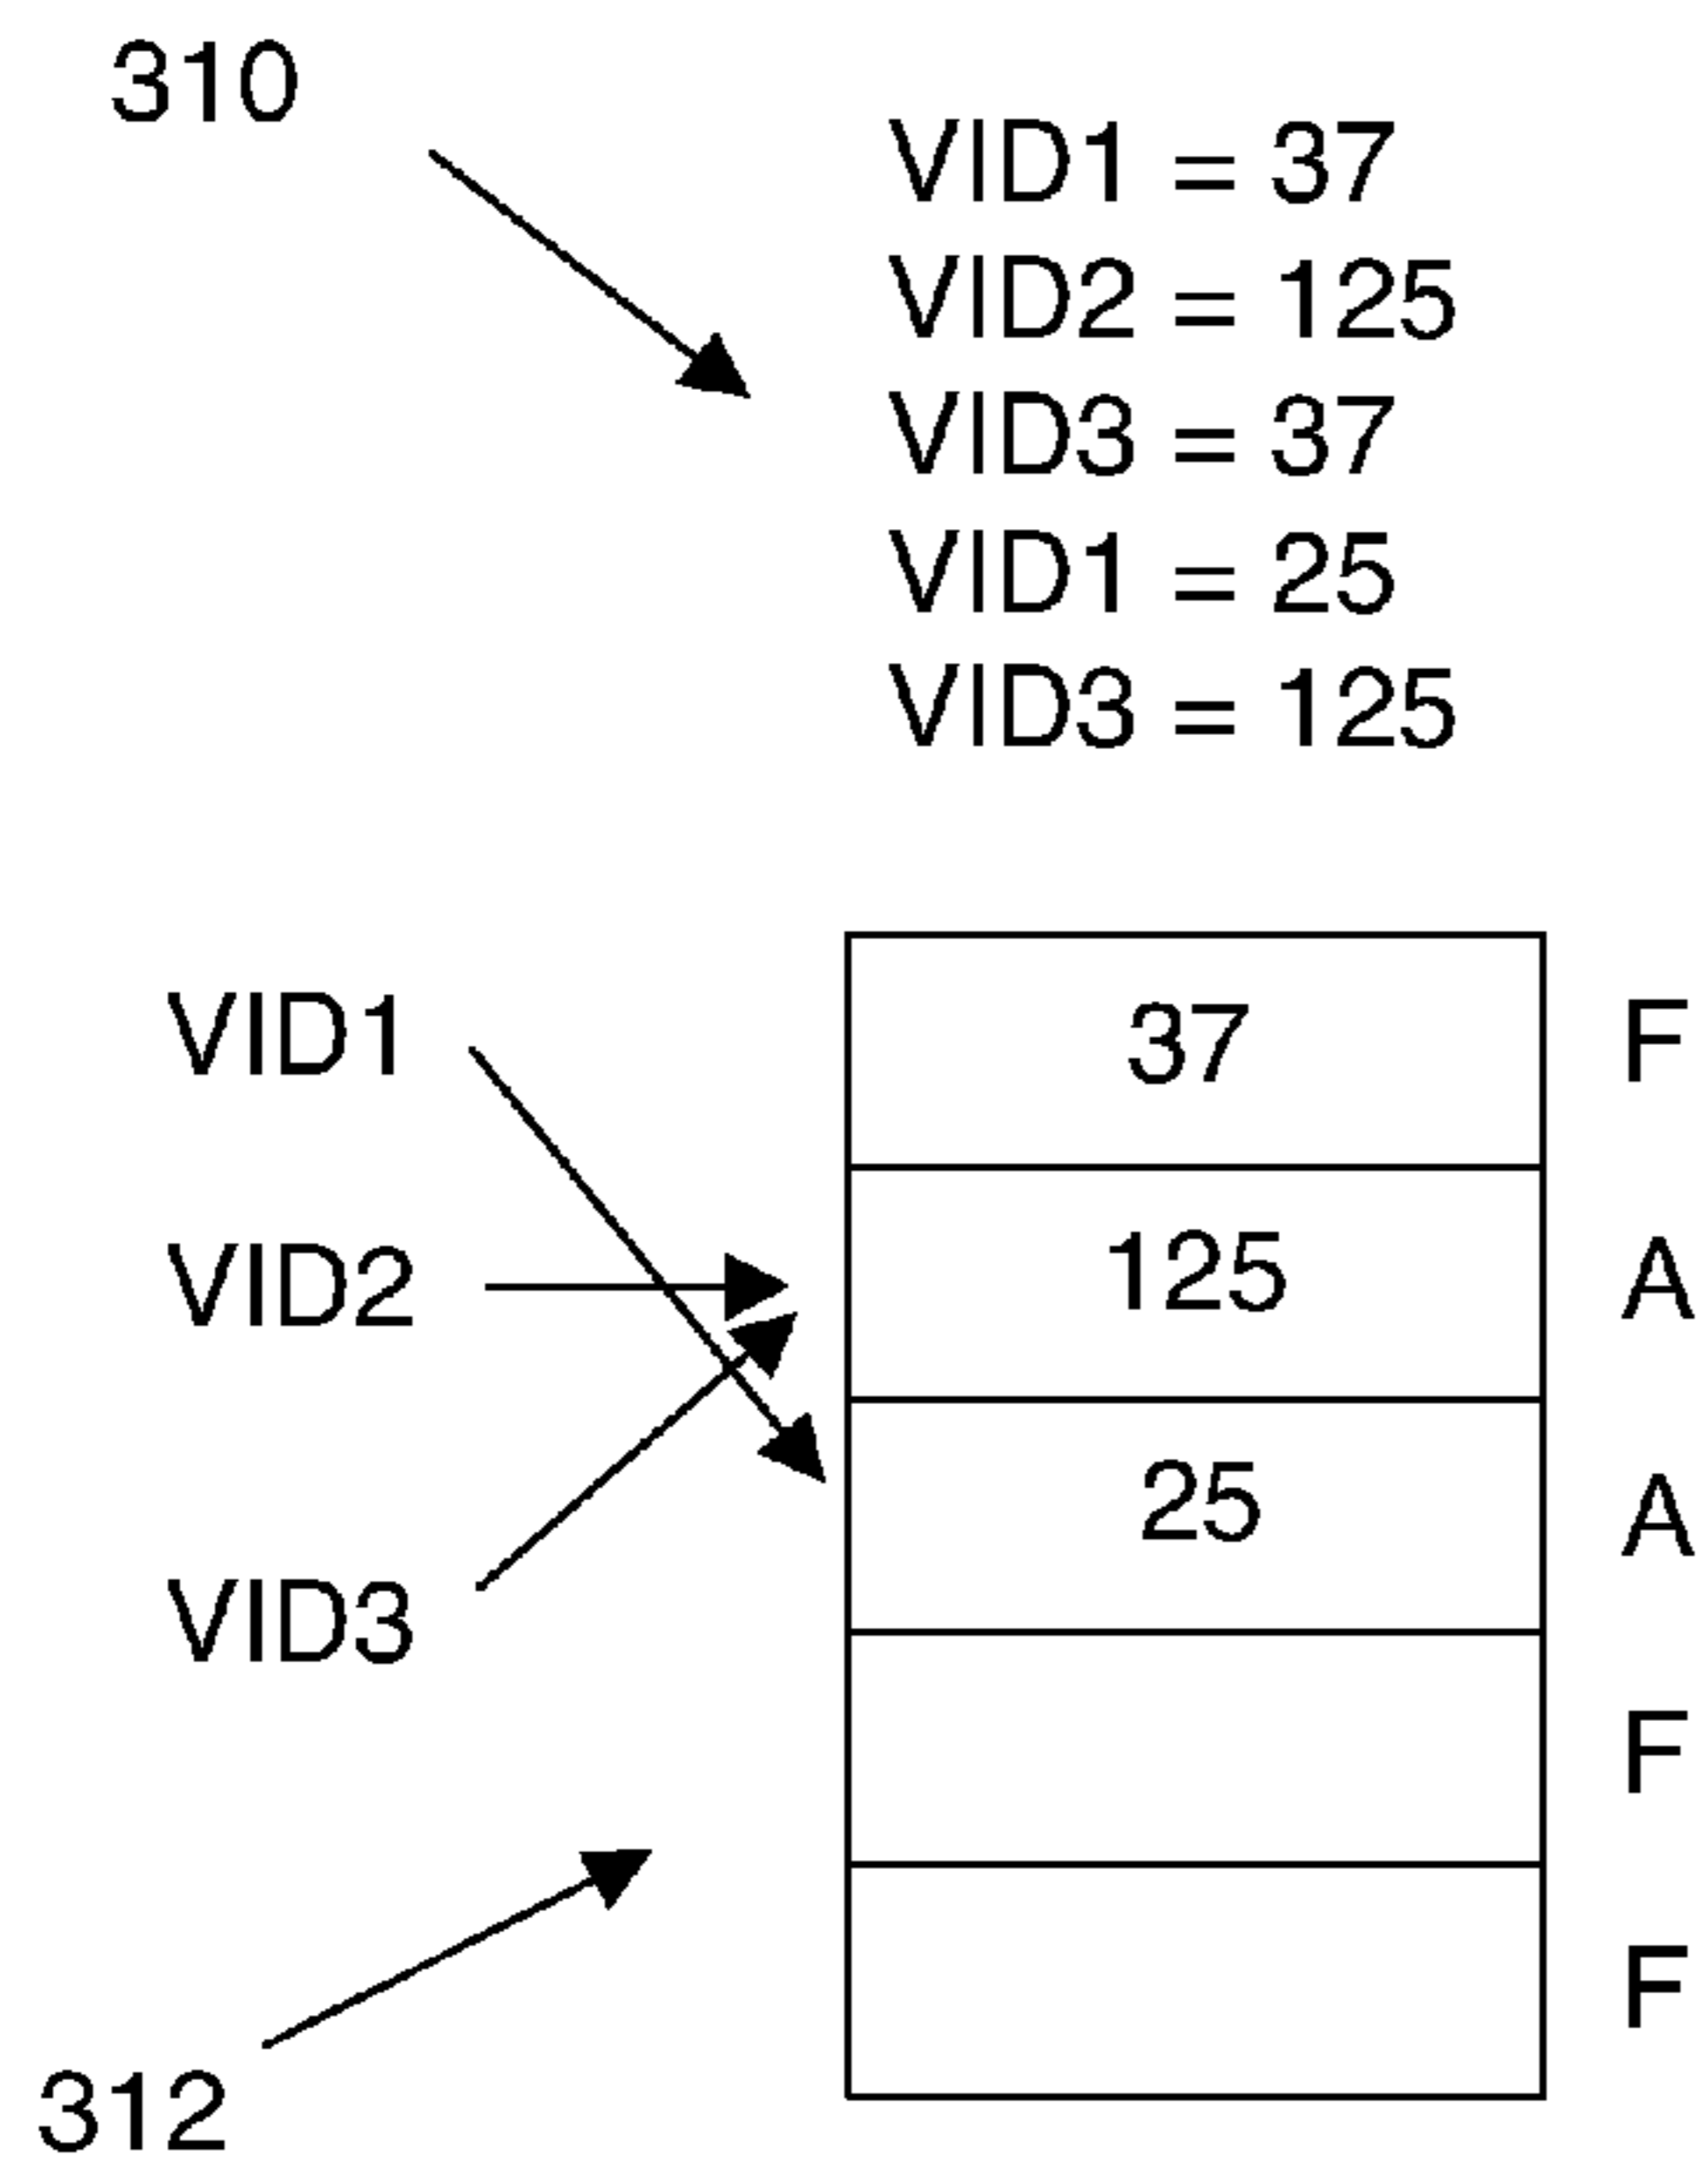 310
VID1 = 37
VID2 = 125
VID3 = 37
VID1 = 25
VID3 = 125
VID1 37 F
VID2 125 A
25 A
VID3
F
F
312